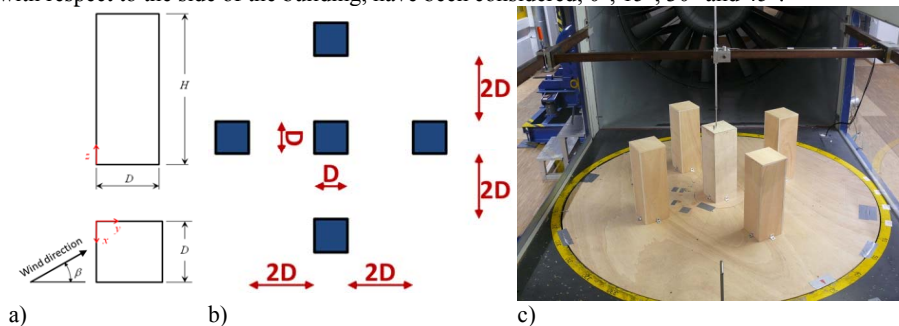 with respect to the side of the building, have been considered, 0°, 15°, 30° and 45°.
H
z
D
y
x
D
Wind direction
β
2D
D
D
2D
2D
2D
a) b) c)